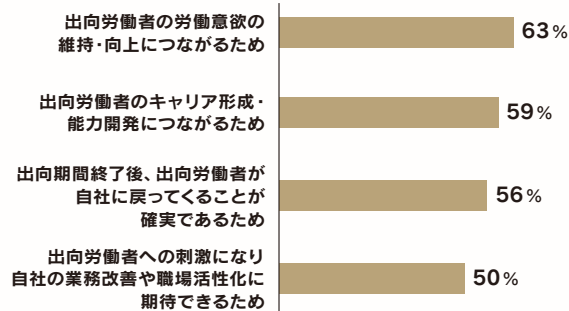 出向労働者の労働意欲の
維持・向上につながるため
63%
出向労働者のキャリア形成・
能力開発につながるため
59%
出向期間終了後、出向労働者が
自社に戻ってくることが
確実であるため
56%
出向労働者への刺激になり
自社の業務改善や職場活性化に
期待できるため
50%